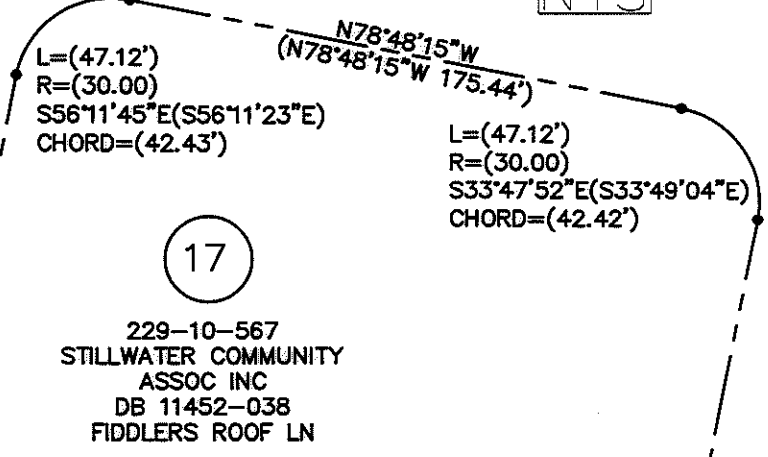 NTS
N78°48'15"W
(N78°48'15"W 175.44')
L=(47.12')
R=(30.00)
S56°11'45"E(S56°11'23"E)
CHORD=(42.43')
L=(47.12')
R=(30.00)
S33°47'52"E(S33°49'04"E)
CHORD=(42.42')
17
229-10-567
STILLWATER COMMUNITY
ASSOC INC
DB 11452-038
FIDDLERS ROOF LN